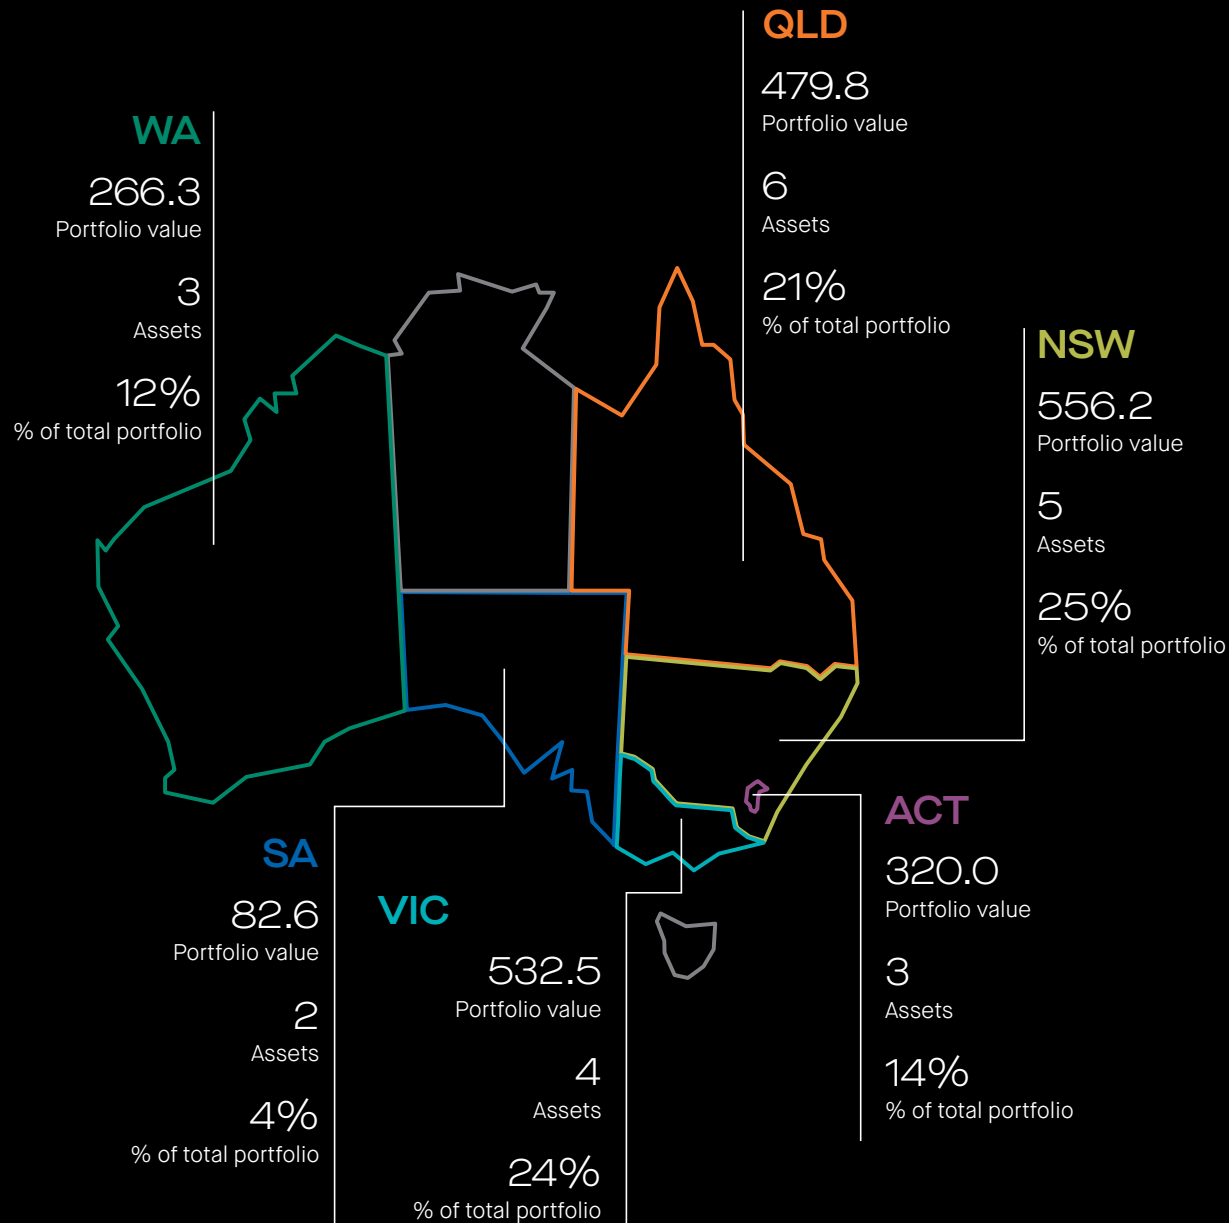 QLD
479.8
Portfolio value
6
Assets
21%
% of total portfolio
WA
266.3
Portfolio value
3
Assets
12%
% of total portfolio
NSW
556.2
Portfolio value
5
Assets
25%
% of total portfolio
SA
82.6
Portfolio value
2
Assets
4%
% of total portfolio
VIC
532.5
Portfolio value
4
Assets
24%
% of total portfolio
ACT
320.0
Portfolio value
3
Assets
14%
% of total portfolio